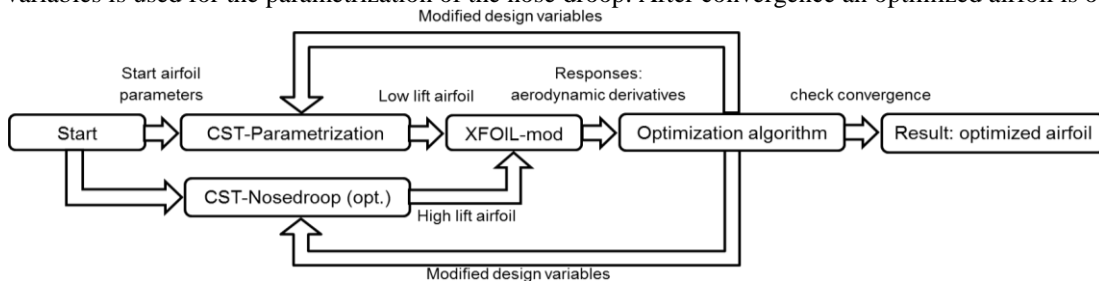 variables is used for the parametrization of the nose droop. After convergence an optimized airfoil is
Modified design variables
Start airfoil
parameters
Low lift airfoil
Responses:
aerodynamic derivatives
check convergence
Start
CST-Parametrization
XFOIL-mod
Optimization algorithm
Result: optimized airfoil
CST-Nosedroop (opt.)
High lift airfoil
Modified design variables